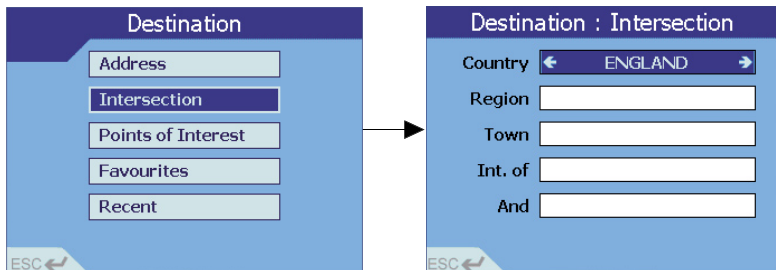 Destination
Address
Intersection
Points of Interest
Favourites
Recent
ESC
Destination : Intersection
Country ENGLAND
Region
Town
Int. of
And
ESC